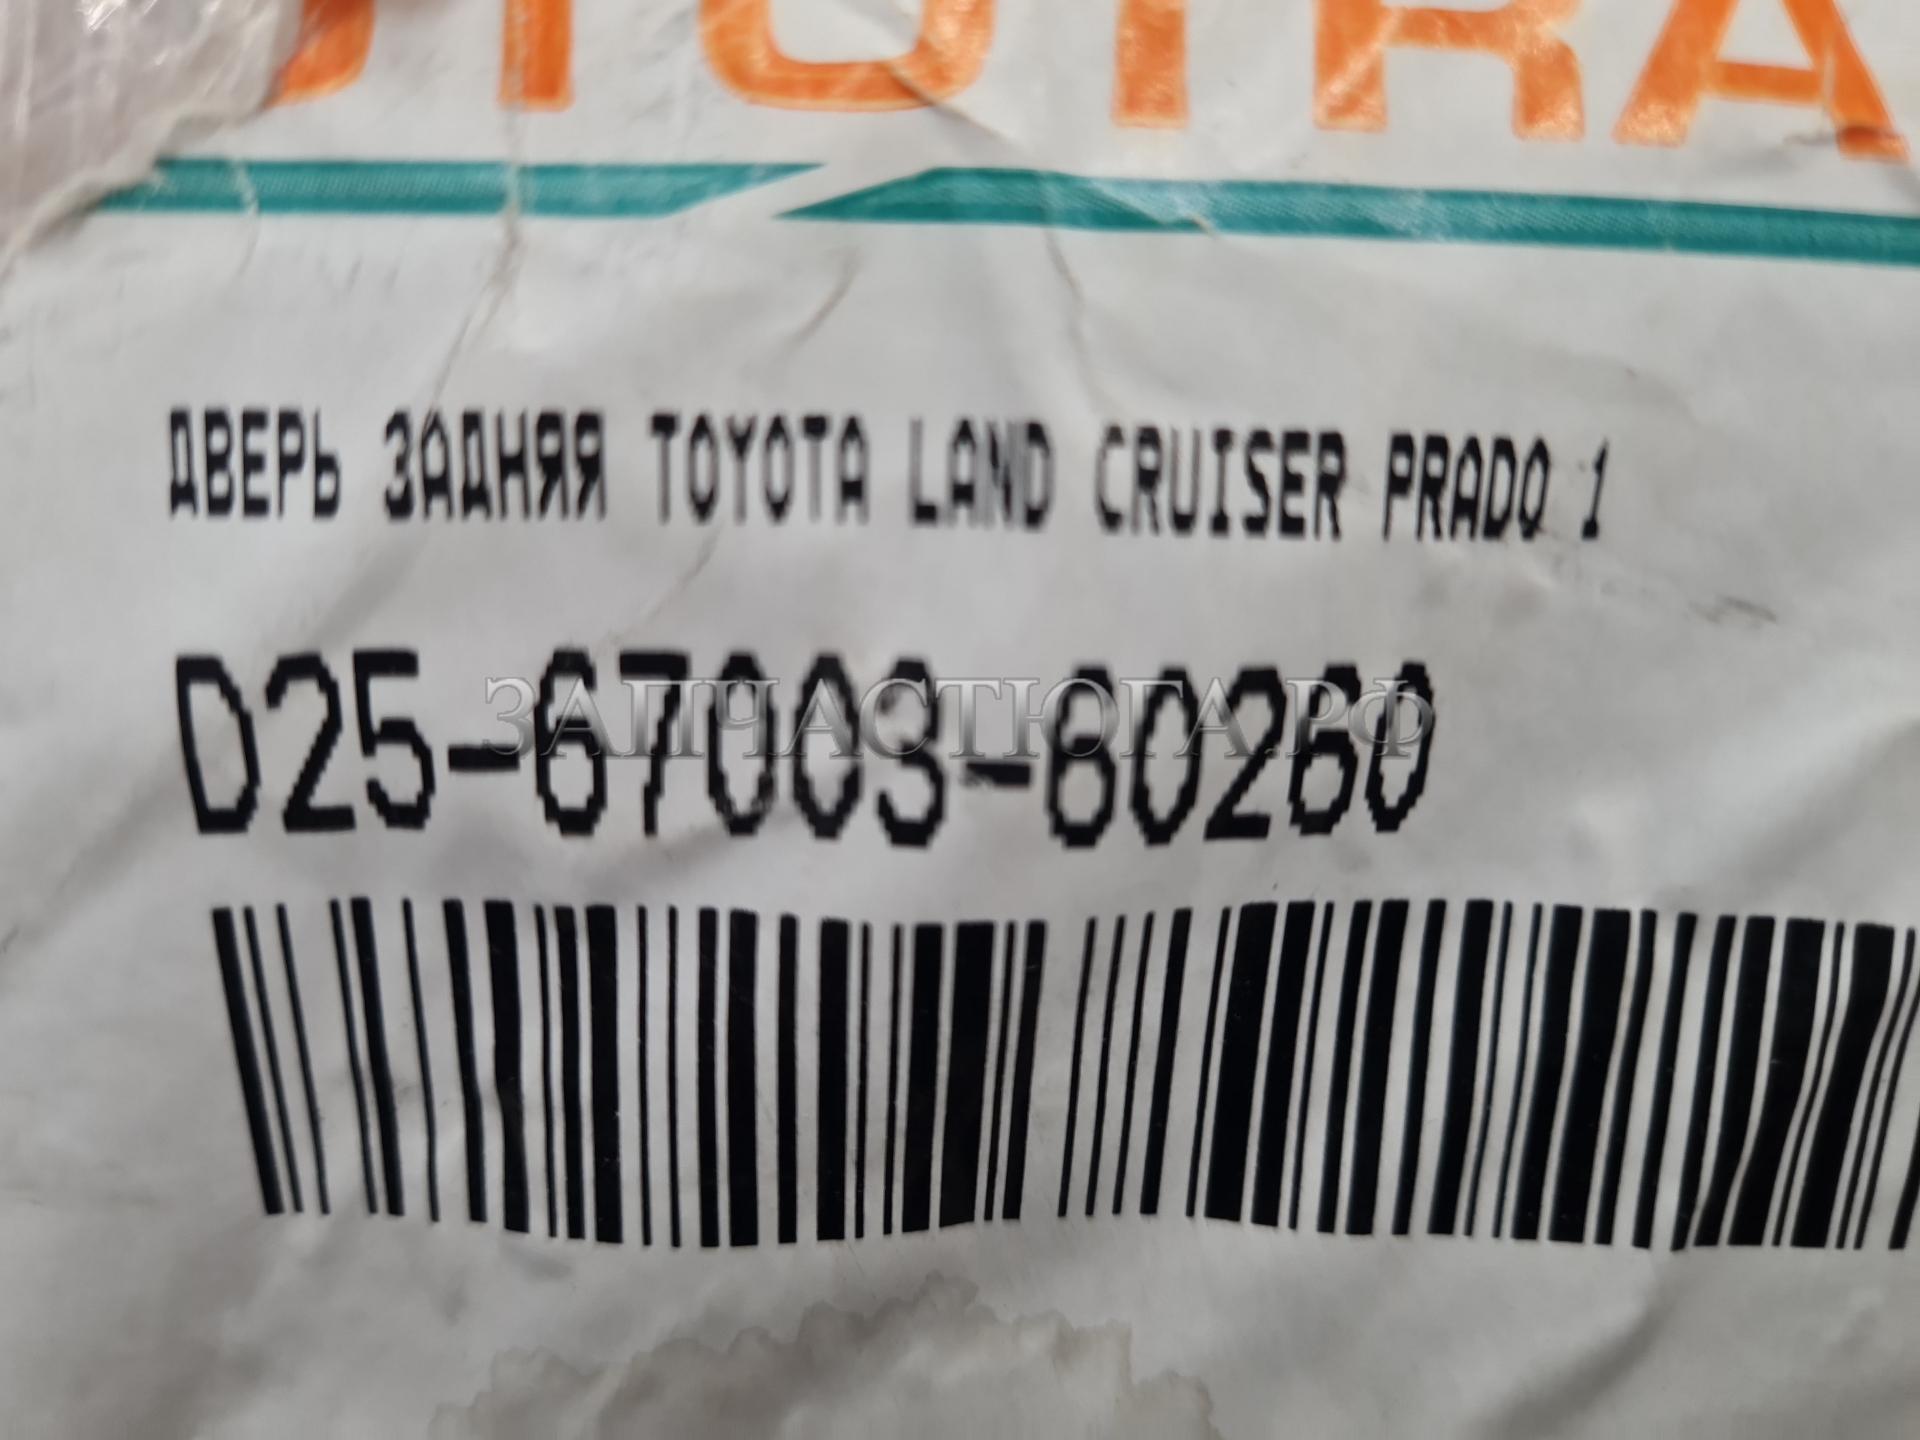 ДВЕРЬ ЗАДНЯЯ TOYOTA LAND CRUISER PRADO 1
D25-67003-60260
ЗАПЧАСТЮГА.РФ